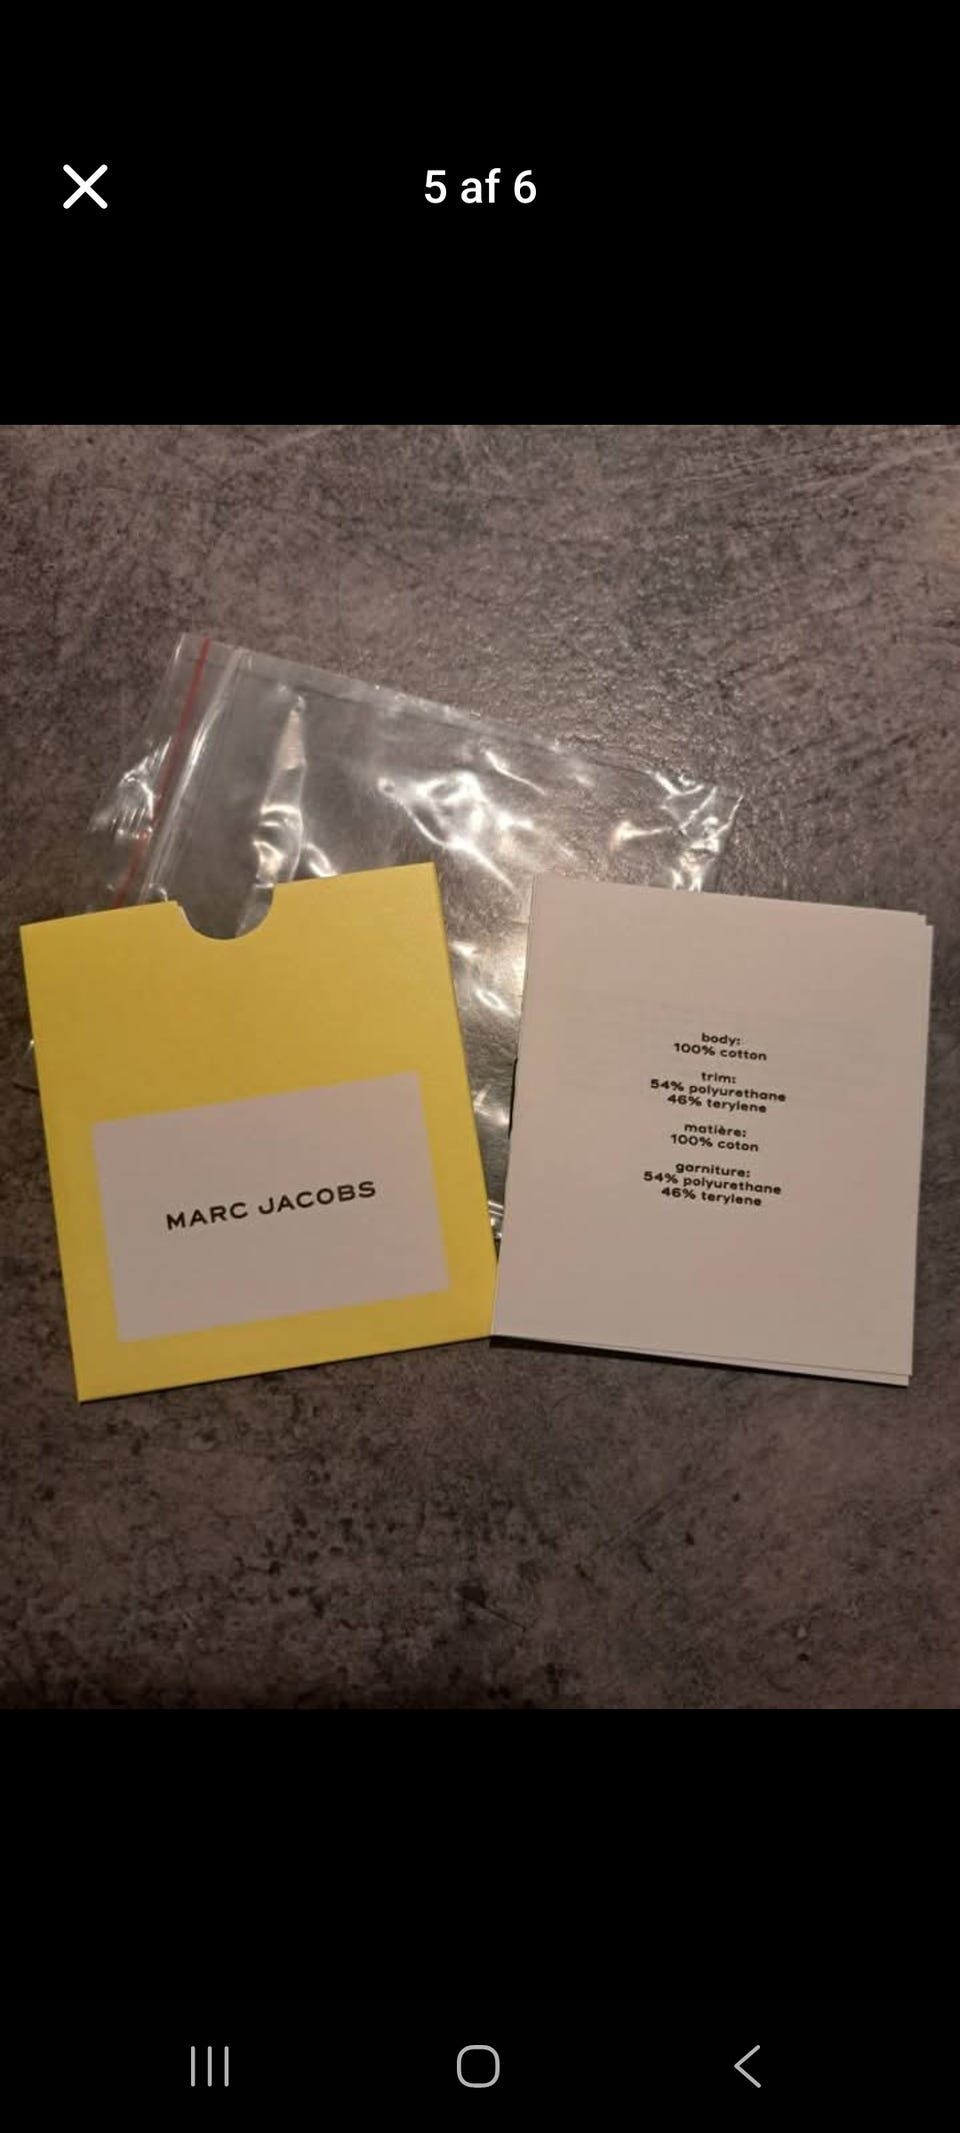 5 af 6
MARC JACOBS
body:
100% cotton
trim:
54% polyurethane
46% terylene
matière:
100% coton
garniture:
54% polyurethane
46% terylene